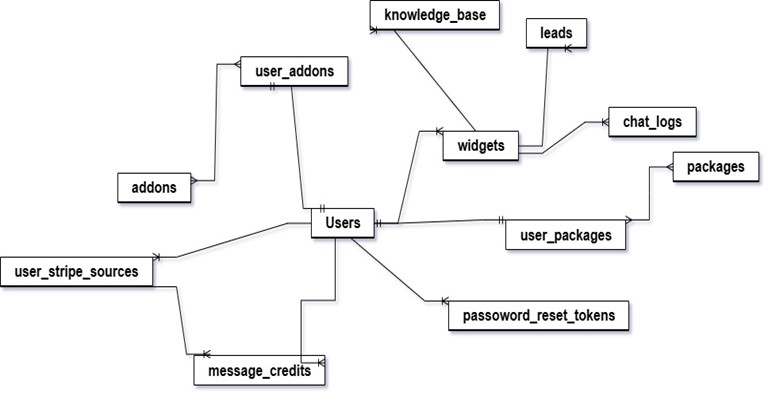 knowledge_base
leads
user_addons
chat_logs
widgets
packages
addons
Users
user_packages
user_stripe_sources
passoword_reset_tokens
message_credits